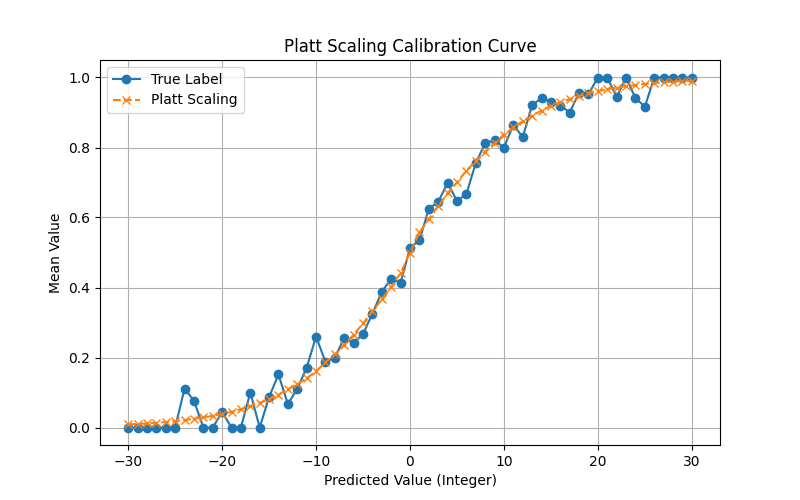 Platt Scaling Calibration Curve
True Label
Platt Scaling
Mean Value
1.0
0.8
0.6
0.4
0.2
0.0
−30
−20
−10
0
10
20
30
Predicted Value (Integer)